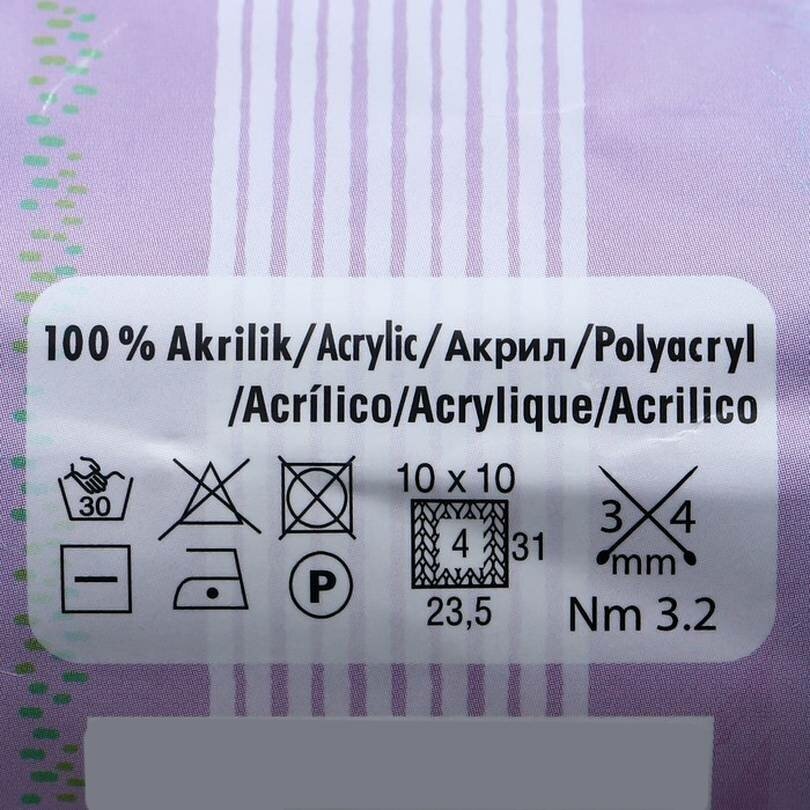 100 % Akrilik/Acrylic/Акрил/Polyacryl
/Acrílico/Acrylique/Acrilico
30
10 x 10
4
31
23,5
3 4
mm
P
Nm 3.2